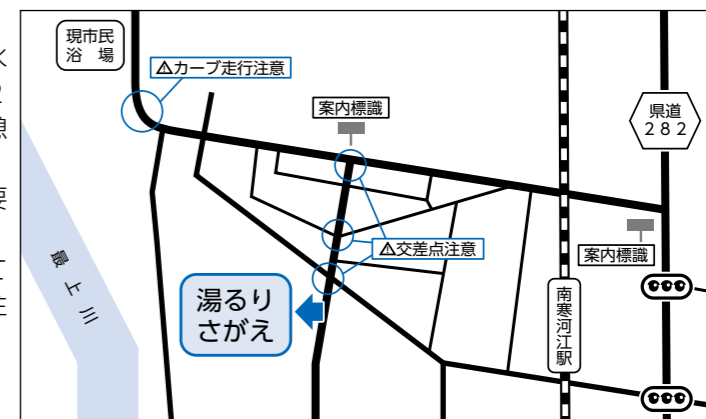 現市民
浴場
⚠カーブ走行注意
案内標識
県道
282
⚠交差点注意
案内標識
最上川
湯るり
さがえ
南寒河江駅